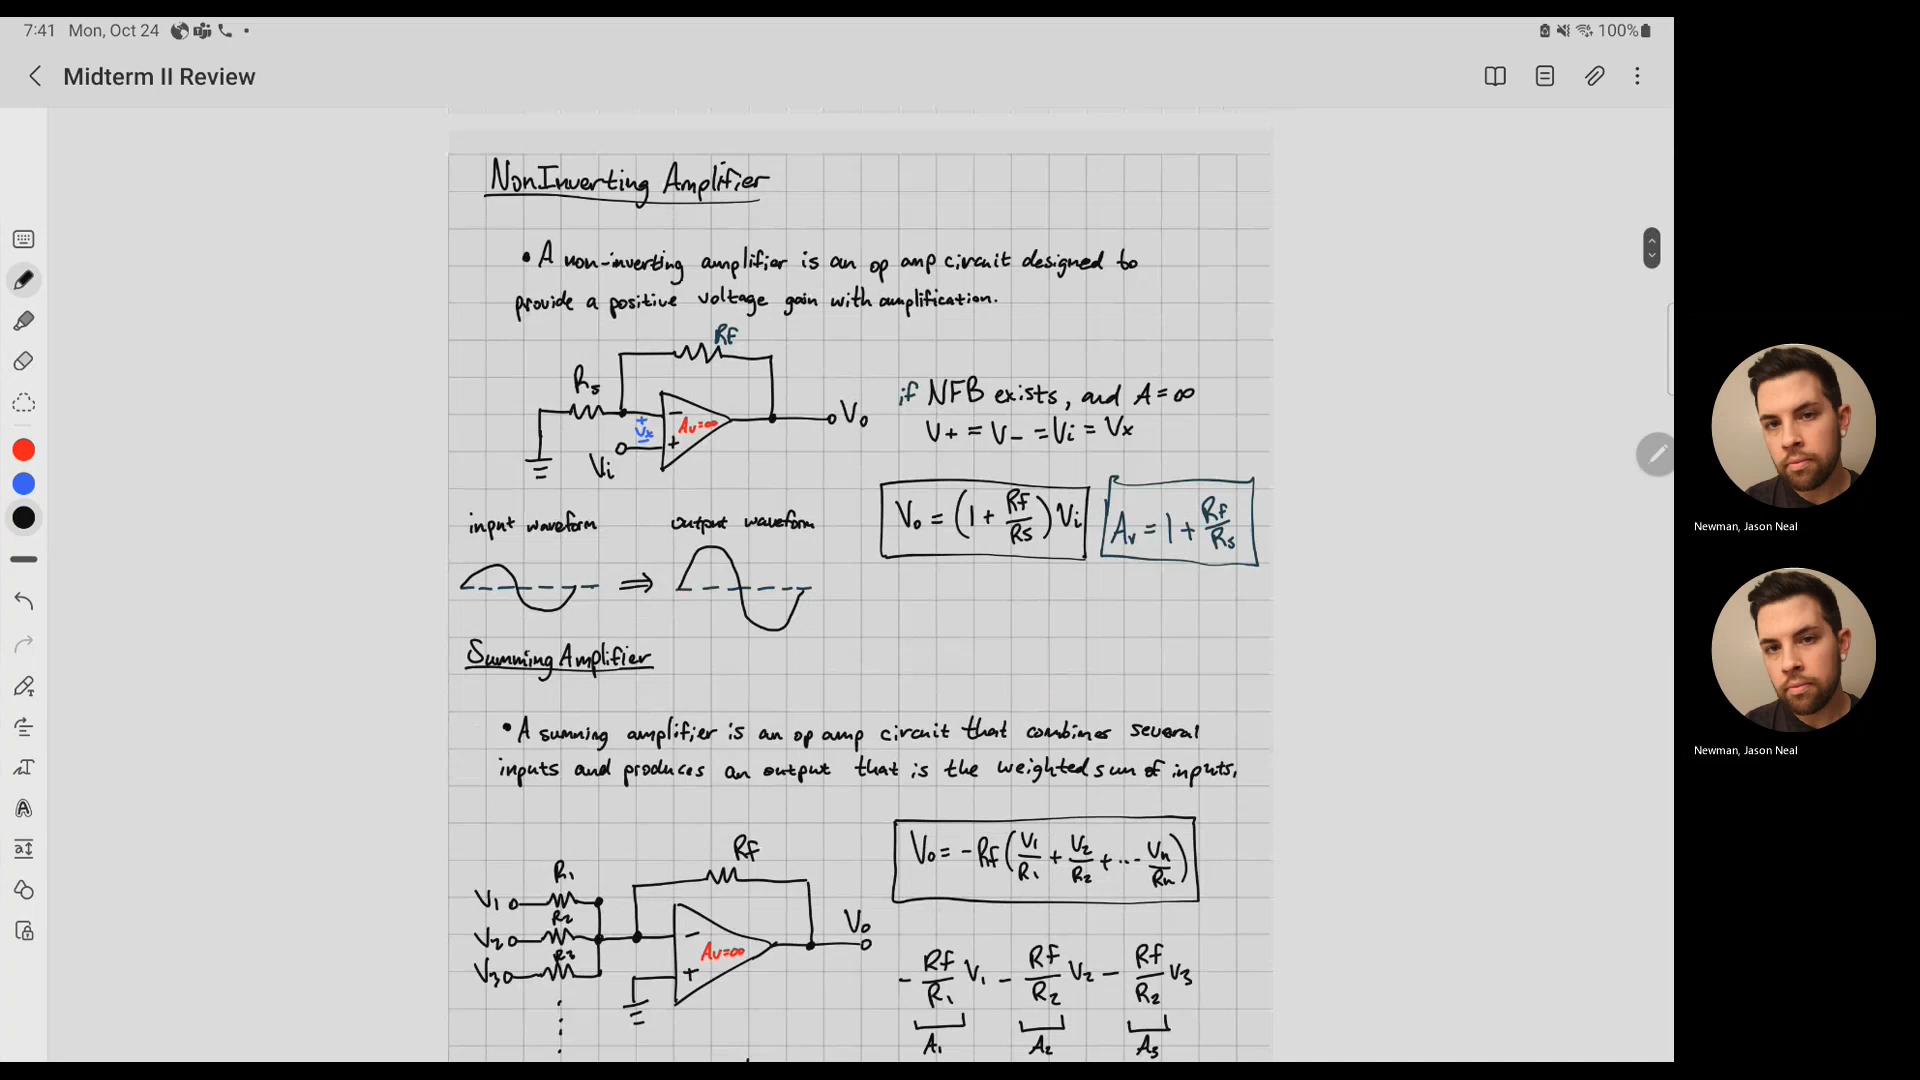 7:41 Mon, Oct 24 100%
Midterm II Review
NonInverting Amplifier
• A non-inverting amplifier is an op amp circuit designed to
provide a positive voltage gain with amplification.
Rf
Rs
+
Vx
−
−
Av=∞
+
Vo
Vi
if NFB exists, and A = ∞
V+ = V− = Vi = Vx
Vo = (1 + Rf/Rs) Vi
Av = 1 + Rf/Rs
input waveform
output waveform
⇒
Summing Amplifier
• A summing amplifier is an op amp circuit that combines several
inputs and produces an output that is the weighted sum of inputs.
Rf
R1
V1
R2
V2
R3
V3
−
Av=∞
+
Vo
Vo = −Rf (V1/R1 + V2/R2 + ... Vn/Rn)
− Rf/R1 V1 − Rf/R2 V2 − Rf/R2 V3
A1 A2 A3
Newman, Jason Neal
Newman, Jason Neal